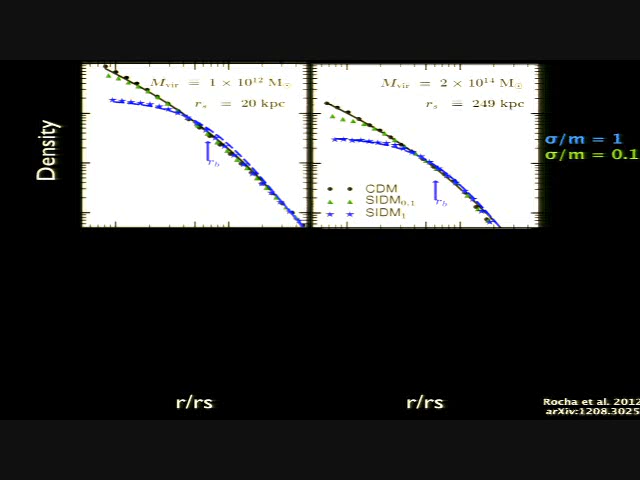 M_vir = 1 × 10^12 M_⊙
r_s = 20 kpc
M_vir = 2 × 10^14 M_⊙
r_s = 249 kpc
Density
σ/m = 1
σ/m = 0.1
r_b
r_b
CDM
SIDM_0.1
SIDM_1
r/rs
r/rs
Rocha et al. 2012
arXiv:1208.3025